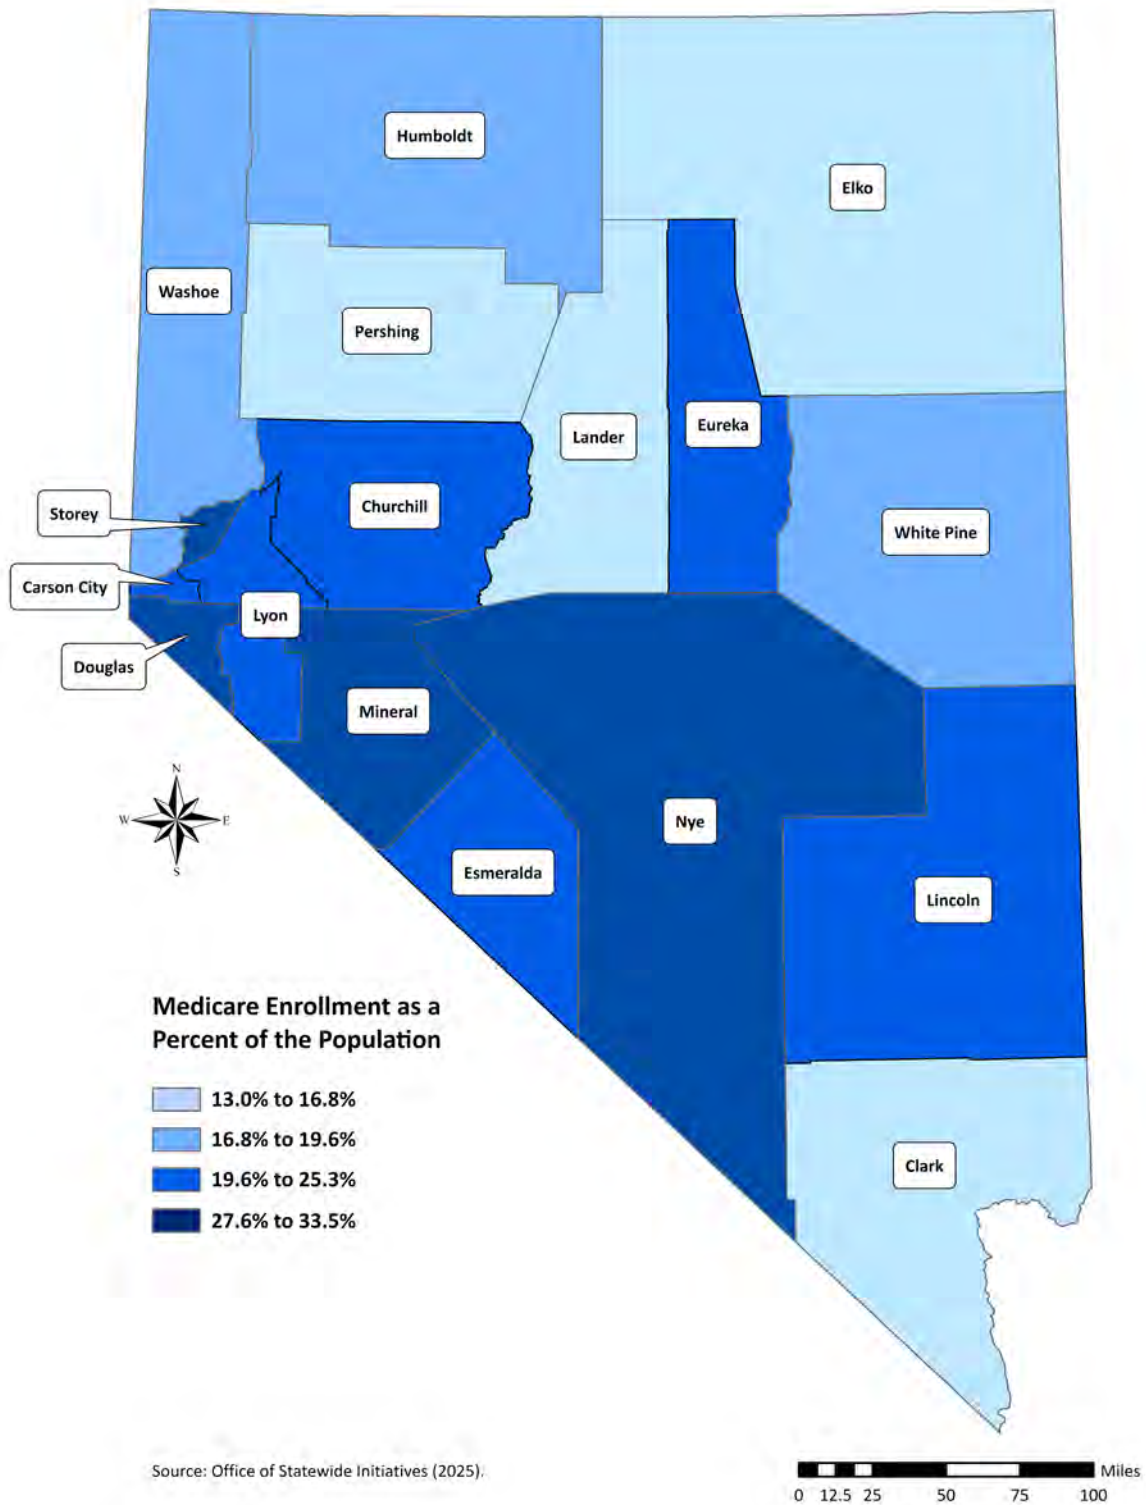 Humboldt
Elko
Washoe
Pershing
Eureka
Lander
Churchill
Storey
White Pine
Carson City
Lyon
Douglas
Mineral
N
W E
S
Nye
Esmeralda
Lincoln
Medicare Enrollment as a
Percent of the Population
13.0% to 16.8%
16.8% to 19.6%
19.6% to 25.3%
27.6% to 33.5%
Clark
Source: Office of Statewide Initiatives (2025).
Miles
0 12.5 25 50 75 100